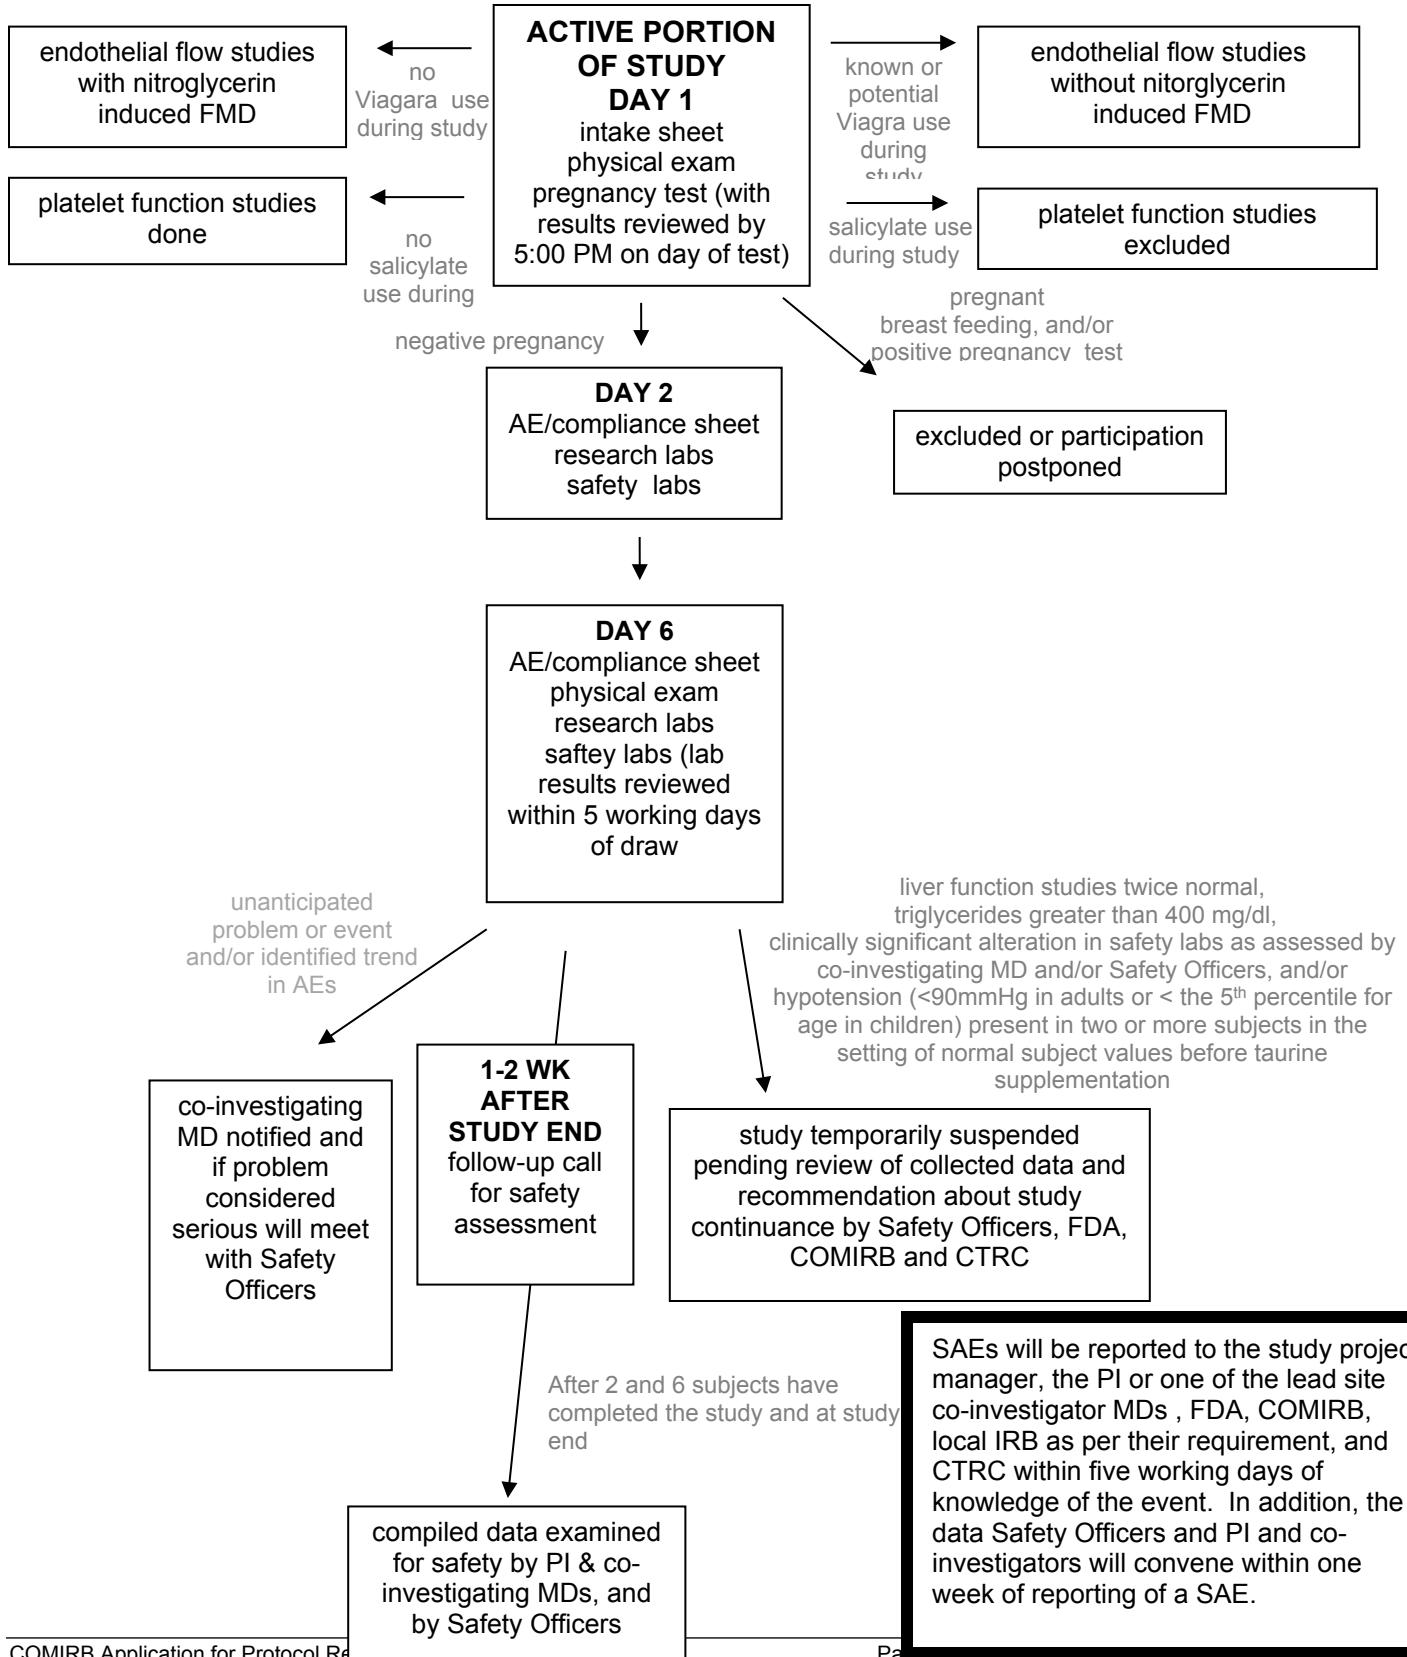 endothelial flow studies
with nitroglycerin
induced FMD
no
Viagara use
during study
ACTIVE PORTION
OF STUDY
DAY 1
intake sheet
physical exam
pregnancy test (with
results reviewed by
5:00 PM on day of test)
known or
potential
Viagra use
during
study
endothelial flow studies
without nitorglycerin
induced FMD
platelet function studies
done
no
salicylate
use during
salicylate use
during study
platelet function studies
excluded
negative pregnancy
pregnant
breast feeding, and/or
positive pregnancy test
DAY 2
AE/compliance sheet
research labs
safety labs
excluded or participation
postponed
DAY 6
AE/compliance sheet
physical exam
research labs
saftey labs (lab
results reviewed
within 5 working days
of draw
unanticipated
problem or event
and/or identified trend
in AEs
liver function studies twice normal,
triglycerides greater than 400 mg/dl,
clinically significant alteration in safety labs as assessed by
co-investigating MD and/or Safety Officers, and/or
hypotension (<90mmHg in adults or < the 5th percentile for
age in children) present in two or more subjects in the
setting of normal subject values before taurine
supplementation
co-investigating
MD notified and
if problem
considered
serious will meet
with Safety
Officers
1-2 WK
AFTER
STUDY END
follow-up call
for safety
assessment
study temporarily suspended
pending review of collected data and
recommendation about study
continuance by Safety Officers, FDA,
COMIRB and CTRC
After 2 and 6 subjects have
completed the study and at study
end
SAEs will be reported to the study projec
manager, the PI or one of the lead site
co-investigator MDs , FDA, COMIRB,
local IRB as per their requirement, and
CTRC within five working days of
knowledge of the event. In addition, the
data Safety Officers and PI and co-
investigators will convene within one
week of reporting of a SAE.
compiled data examined
for safety by PI & co-
investigating MDs, and
by Safety Officers
COMIRB Application for Protocol Re
Pa